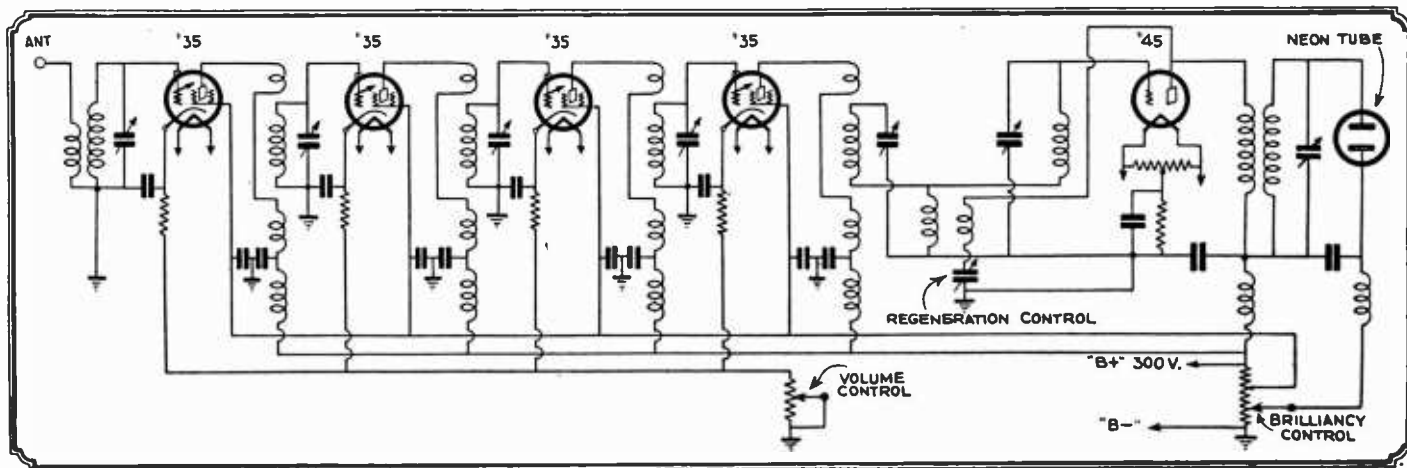 ANT
'35
'35
'35
'35
'45
NEON TUBE
REGENERATION CONTROL
"B+" 300 V.
VOLUME
CONTROL
"B-"
BRILLIANCY
CONTROL